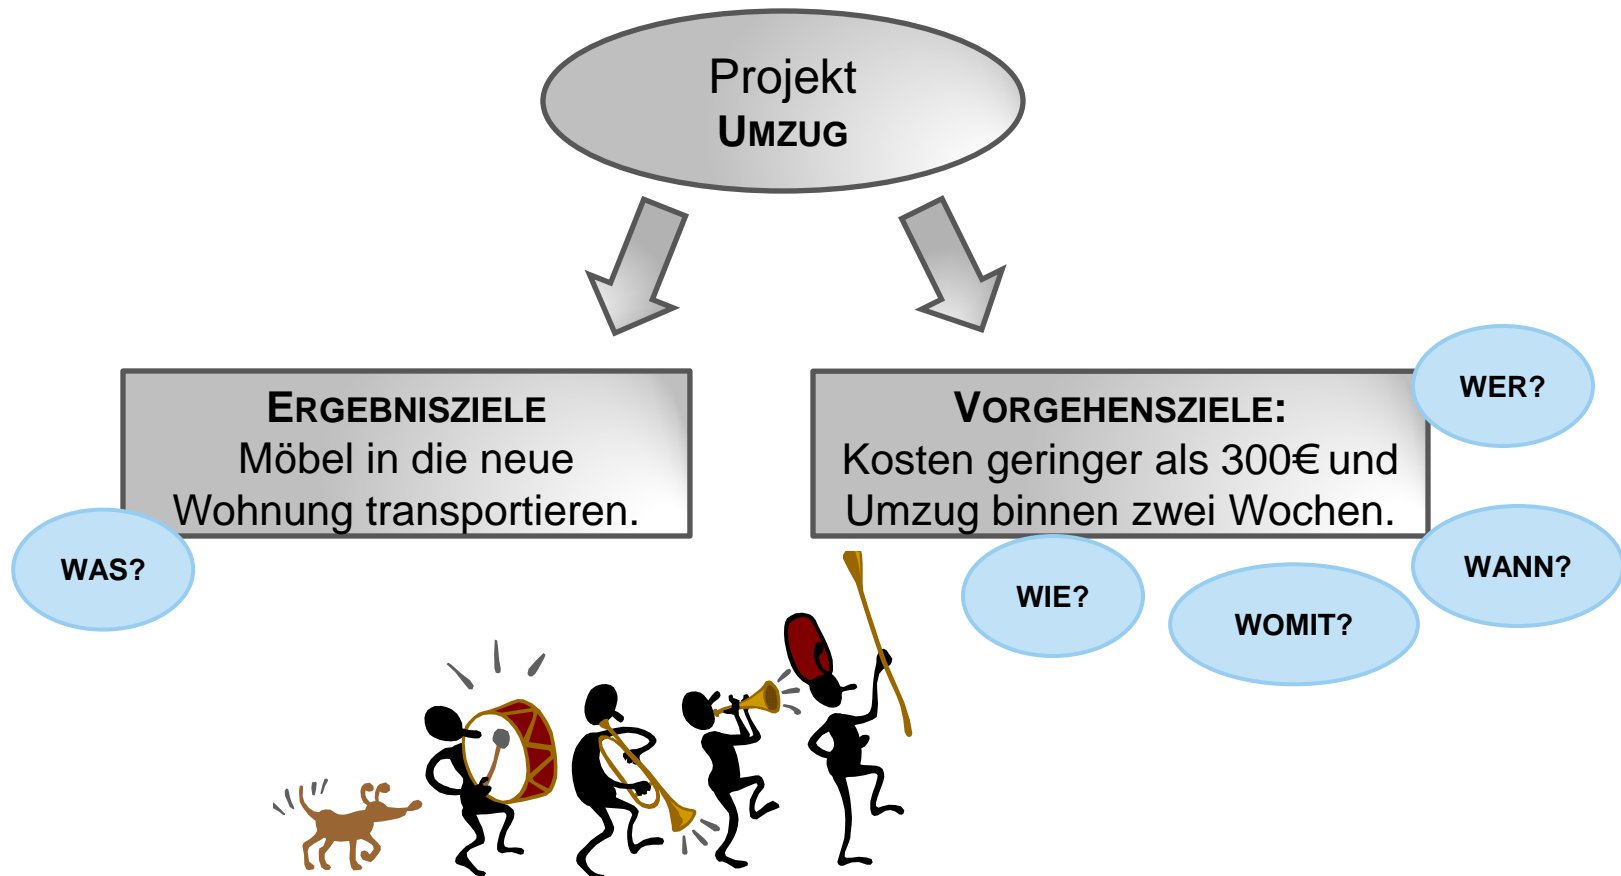 Projekt
UMZUG
ERGEBNISZIELE
Möbel in die neue
Wohnung transportieren.
WAS?
VORGEHENSZIELE:
Kosten geringer als 300€ und
Umzug binnen zwei Wochen.
WER?
WANN?
WIE?
WOMIT?